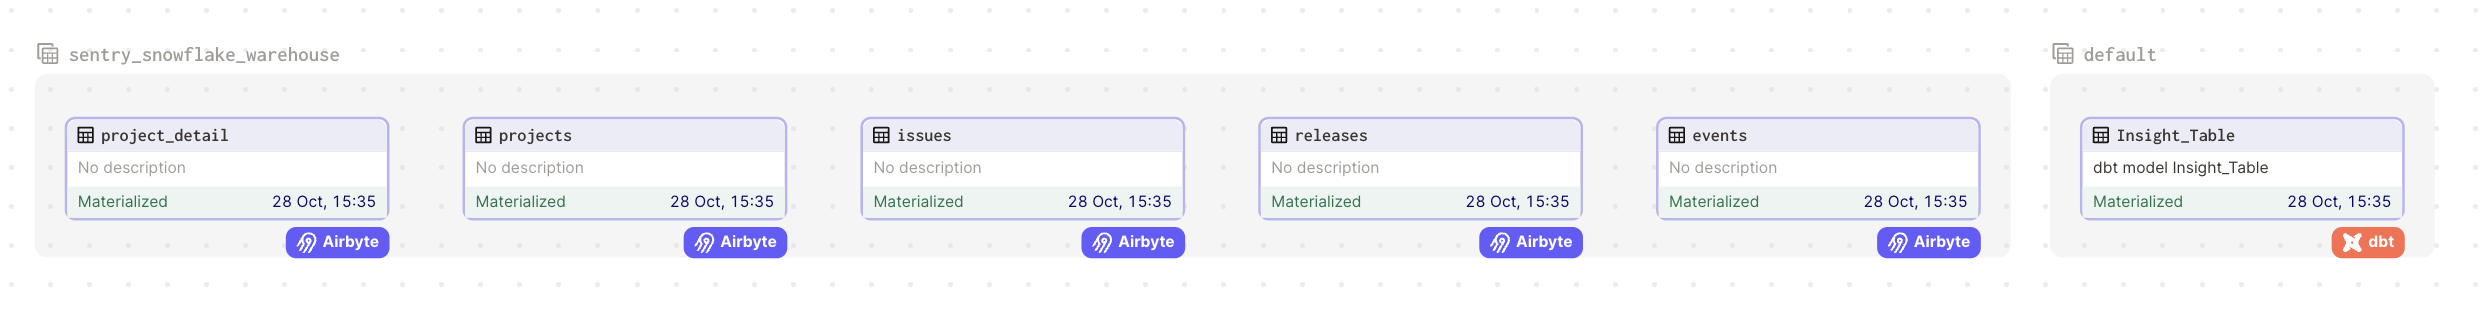 sentry_snowflake_warehouse
default
project_detail
No description
Materialized 28 Oct, 15:35
Airbyte
projects
No description
Materialized 28 Oct, 15:35
Airbyte
issues
No description
Materialized 28 Oct, 15:35
Airbyte
releases
No description
Materialized 28 Oct, 15:35
Airbyte
events
No description
Materialized 28 Oct, 15:35
Airbyte
Insight_Table
dbt model Insight_Table
Materialized 28 Oct, 15:35
dbt